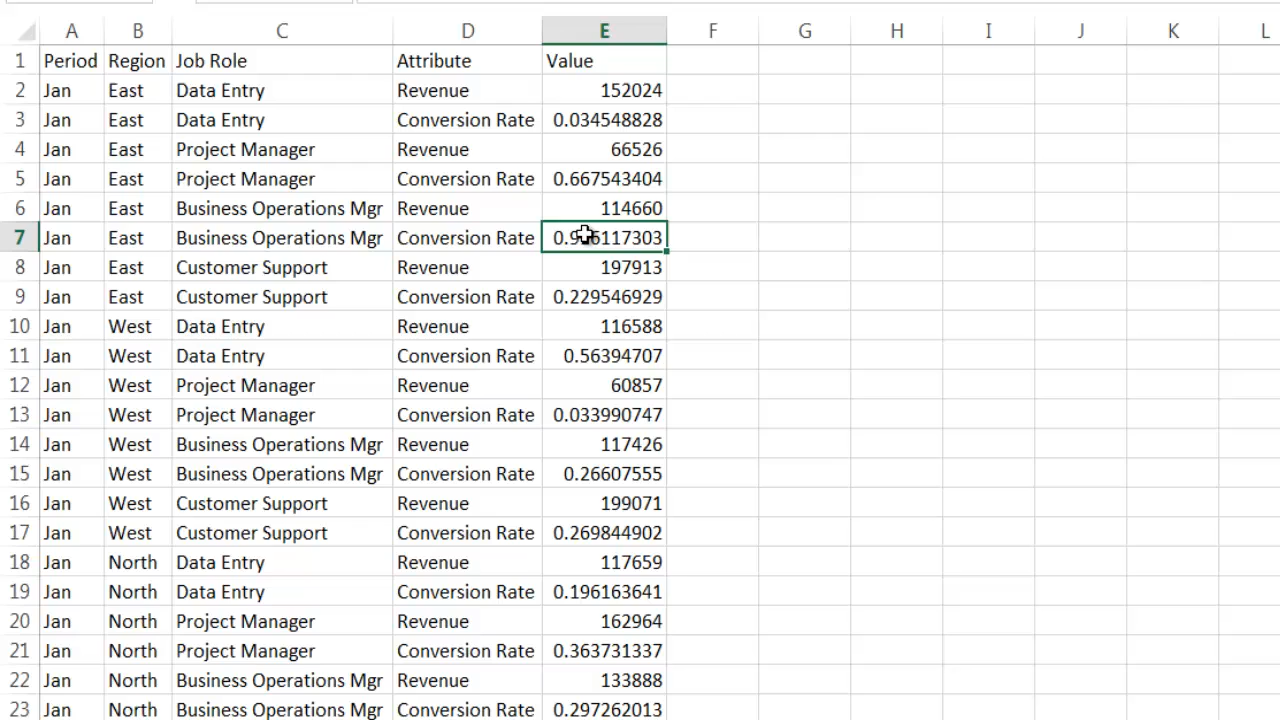 A B C D E F G H I J K L
1 Period Region Job Role Attribute Value
2 Jan East Data Entry Revenue 152024
3 Jan East Data Entry Conversion Rate 0.034548828
4 Jan East Project Manager Revenue 66526
5 Jan East Project Manager Conversion Rate 0.667543404
6 Jan East Business Operations Mgr Revenue 114660
7 Jan East Business Operations Mgr Conversion Rate
8 Jan East Customer Support Revenue 197913
9 Jan East Customer Support Conversion Rate 0.229546929
10 Jan West Data Entry Revenue 116588
11 Jan West Data Entry Conversion Rate 0.56394707
12 Jan West Project Manager Revenue 60857
13 Jan West Project Manager Conversion Rate 0.033990747
14 Jan West Business Operations Mgr Revenue 117426
15 Jan West Business Operations Mgr Conversion Rate 0.26607555
16 Jan West Customer Support Revenue 199071
17 Jan West Customer Support Conversion Rate 0.269844902
18 Jan North Data Entry Revenue 117659
19 Jan North Data Entry Conversion Rate 0.196163641
20 Jan North Project Manager Revenue 162964
21 Jan North Project Manager Conversion Rate 0.363731337
22 Jan North Business Operations Mgr Revenue 133888
23 Jan North Business Operations Mgr Conversion Rate 0.297262013